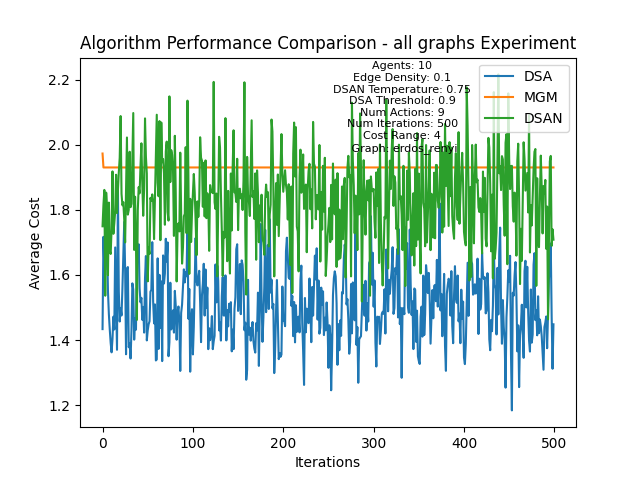 Algorithm Performance Comparison - all graphs Experiment
Agents: 10
Edge Density: 0.1
DSAN Temperature: 0.75
DSA Threshold: 0.9
Num Actions: 9
Num Iterations: 500
Cost Range: 4
Graph: erdos_renyi
DSA
MGM
DSAN
Average Cost
2.2
2.0
1.8
1.6
1.4
1.2
0
100
200
300
400
500
Iterations